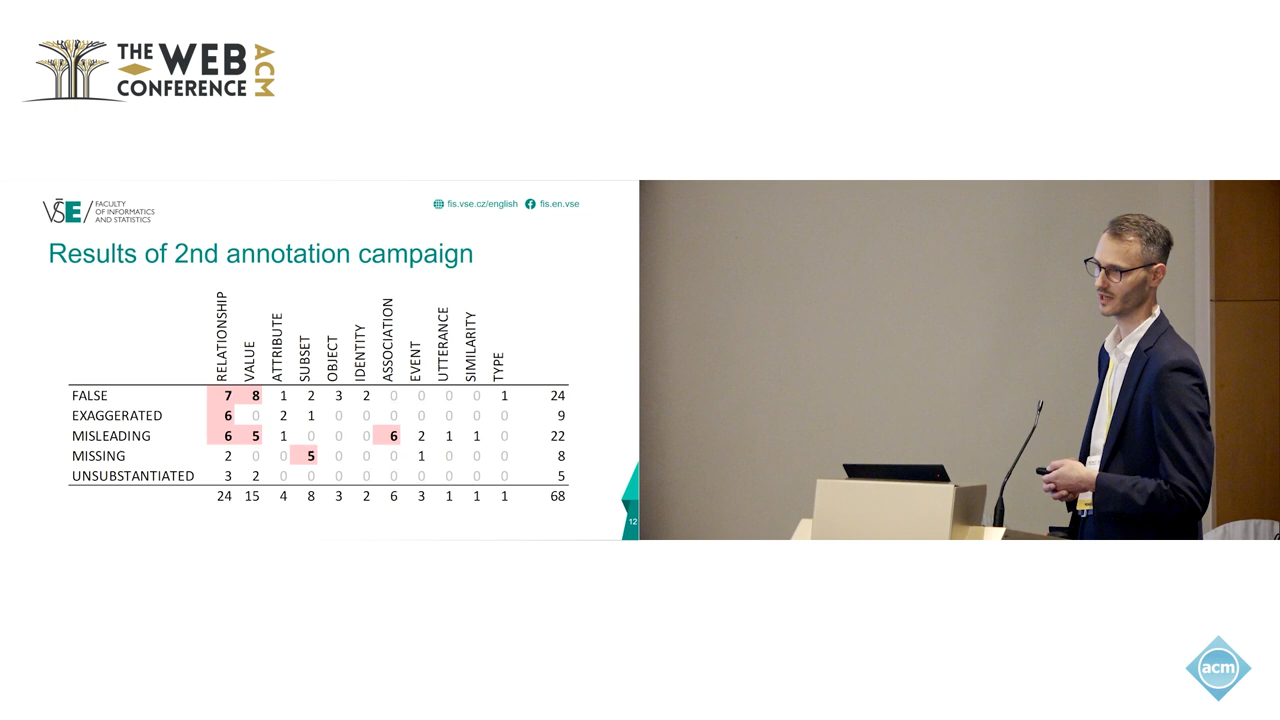 THE WEB
CONFERENCE
ACM
VŠE
FACULTY
OF INFORMATICS
AND STATISTICS
fis.vse.cz/english fis.en.vse
Results of 2nd annotation campaign
RELATIONSHIP VALUE ATTRIBUTE SUBSET OBJECT IDENTITY ASSOCIATION EVENT UTTERANCE SIMILARITY TYPE
FALSE 7 8 1 2 3 2 0 0 0 0 1 24
EXAGGERATED 6 0 2 1 0 0 0 0 0 0 0 9
MISLEADING 6 5 1 0 0 0 6 2 1 1 0 22
MISSING 2 0 0 5 0 0 0 1 0 0 0 8
UNSUBSTANTIATED 3 2 0 0 0 0 0 0 0 0 0 5
24 15 4 8 3 2 6 3 1 1 1 68
12
acm